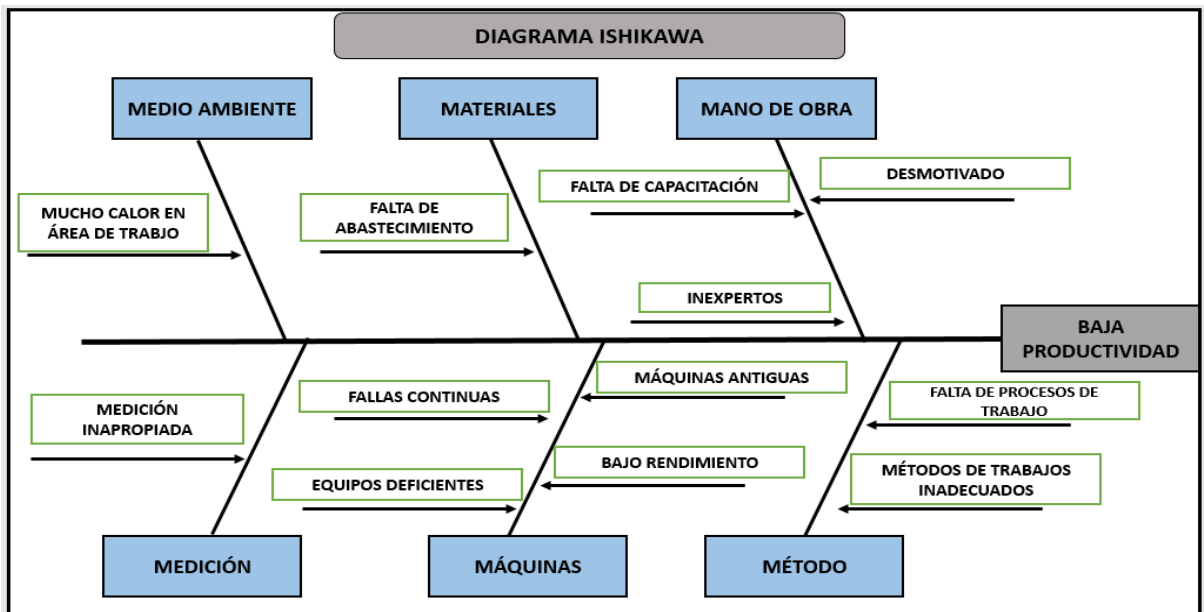 DIAGRAMA ISHIKAWA
MEDIO AMBIENTE
MATERIALES
MANO DE OBRA
FALTA DE CAPACITACIÓN
DESMOTIVADO
MUCHO CALOR EN
ÁREA DE TRABJO
FALTA DE
ABASTECIMIENTO
INEXPERTOS
BAJA
PRODUCTIVIDAD
MEDICIÓN
INAPROPIADA
FALLAS CONTINUAS
MÁQUINAS ANTIGUAS
FALTA DE PROCESOS DE
TRABAJO
EQUIPOS DEFICIENTES
BAJO RENDIMIENTO
MÉTODOS DE TRABAJOS
INADECUADOS
MEDICIÓN
MÁQUINAS
MÉTODO